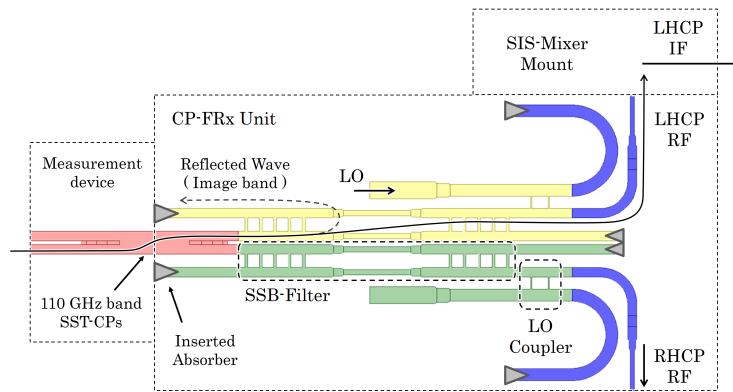 SIS-Mixer
Mount
LHCP
IF
CP-FRx Unit
LHCP
RF
Measurement
device
Reflected Wave
( Image band )
LO
110 GHz band
SST-CPs
SSB-Filter
Inserted
Absorber
LO
Coupler
RHCP
RF